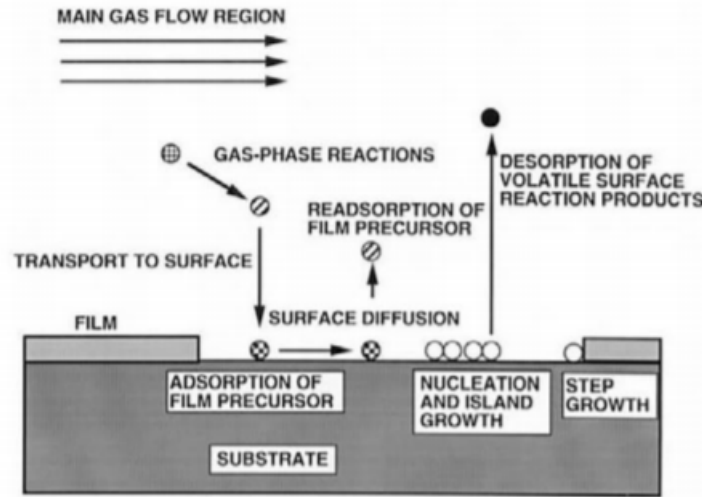 MAIN GAS FLOW REGION
GAS-PHASE REACTIONS
DESORPTION OF
VOLATILE SURFACE
REACTION PRODUCTS
READSORPTION OF
FILM PRECURSOR
TRANSPORT TO SURFACE
FILM
SURFACE DIFFUSION
ADSORPTION OF
FILM PRECURSOR
NUCLEATION
AND ISLAND
GROWTH
STEP
GROWTH
SUBSTRATE